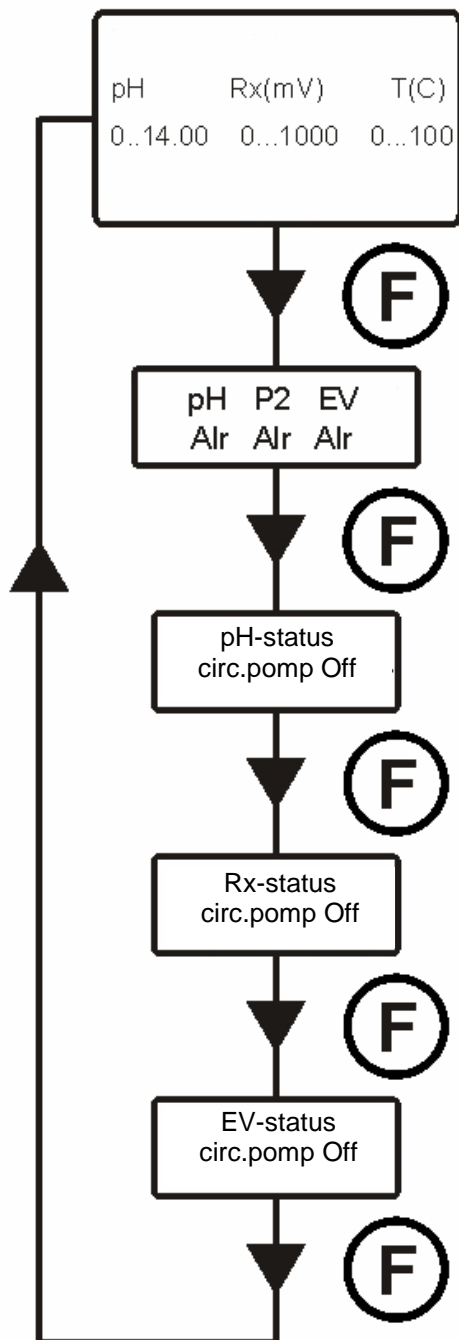 pH Rx(mV) T(C)
0..14.00 0...1000 0...100
F
pH P2 EV
Alr Alr Alr
F
pH-status
circ.pomp Off
F
Rx-status
circ.pomp Off
F
EV-status
circ.pomp Off
F